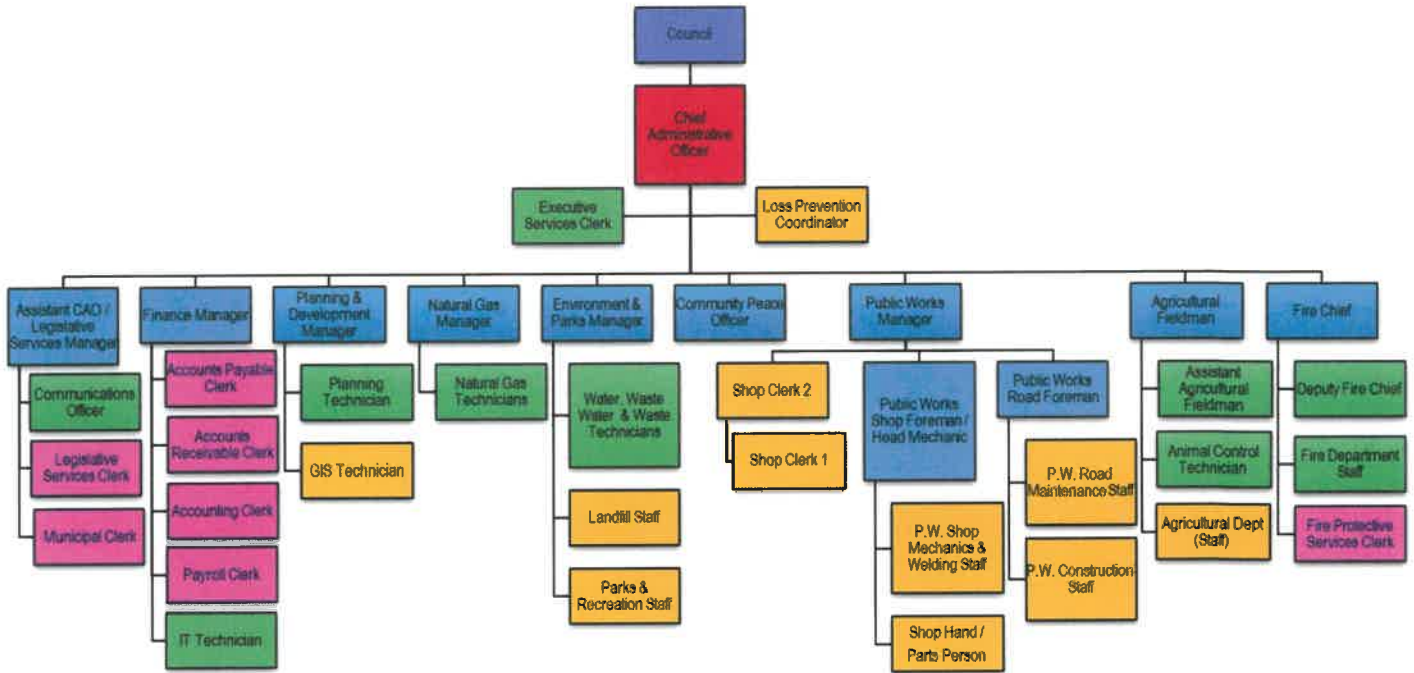 Council
Chief
Administrative
Officer
Executive
Services Clerk
Loss Prevention
Coordinator
Assistant CAO /
Legislative
Services Manager
Finance Manager
Planning &
Development
Manager
Natural Gas
Manager
Environment &
Parks Manager
Community Peace
Officer
Public Works
Manager
Agricultural
Fieldman
Fire Chief
Communications
Officer
Legislative
Services Clerk
Municipal Clerk
Accounts Payable
Clerk
Accounts
Receivable Clerk
Accounting Clerk
Payroll Clerk
IT Technician
Planning
Technician
GIS Technician
Natural Gas
Technicians
Water, Waste
Water & Waste
Technicians
Landfill Staff
Parks &
Recreation Staff
Shop Clerk 2
Shop Clerk 1
Public Works
Shop Foreman /
Head Mechanic
P.W. Shop
Mechanics &
Welding Staff
Shop Hand /
Parts Person
Public Works
Road Foreman
P.W. Road
Maintenance Staff
P.W. Construction
Staff
Assistant
Agricultural
Fieldman
Animal Control
Technician
Agricultural Dept
(Staff)
Deputy Fire Chief
Fire Department
Staff
Fire Protective
Services Clerk